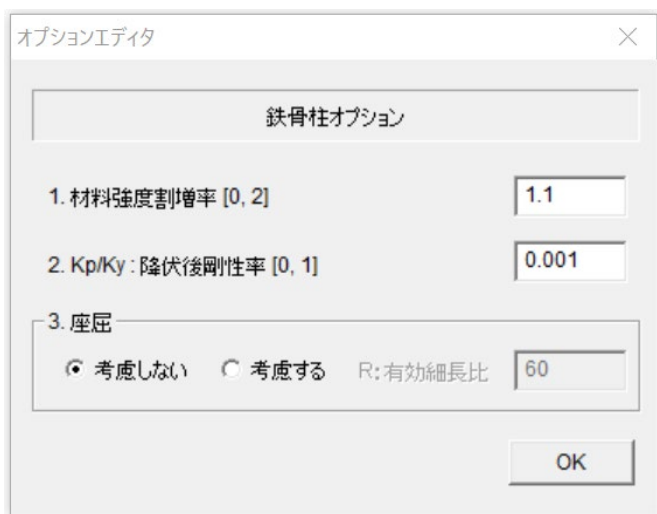 オプションエディタ
鉄骨柱オプション
1. 材料強度割増率 [0, 2] 1.1
2. Kp/Ky : 降伏後剛性率 [0, 1] 0.001
3. 座屈
考慮しない 考慮する R:有効細長比 60
OK